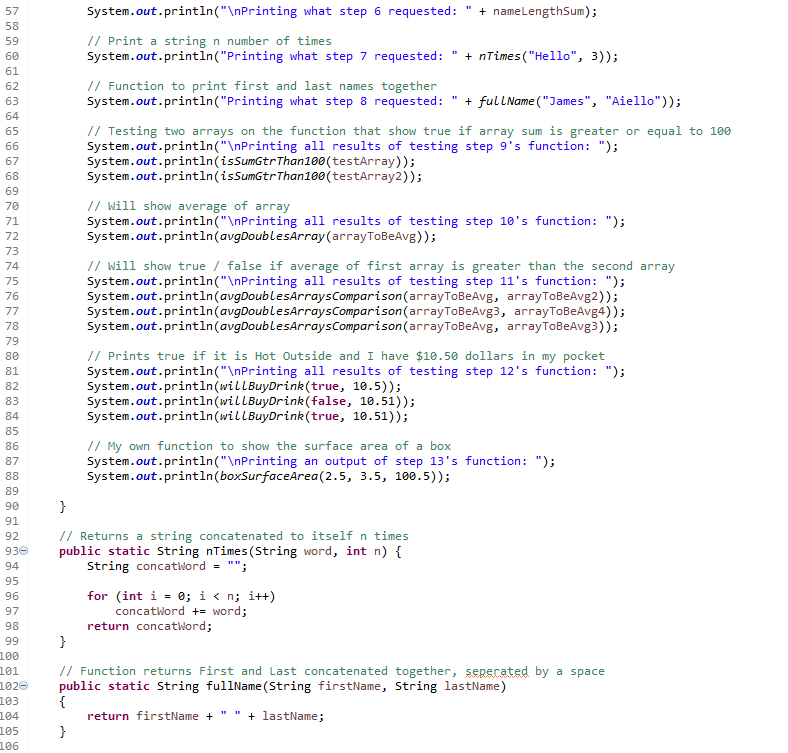 57 System.out.println("\nPrinting what step 6 requested: " + nameLengthSum);
58
59 // Print a string n number of times
60 System.out.println("Printing what step 7 requested: " + nTimes("Hello", 3));
61
62 // Function to print first and last names together
63 System.out.println("Printing what step 8 requested: " + fullName("James", "Aiello"));
64
65 // Testing two arrays on the function that show true if array sum is greater or equal to 100
66 System.out.println("\nPrinting all results of testing step 9's function: ");
67 System.out.println(isSumGtrThan100(testArray));
68 System.out.println(isSumGtrThan100(testArray2));
69
70 // Will show average of array
71 System.out.println("\nPrinting all results of testing step 10's function: ");
72 System.out.println(avgDoublesArray(arrayToBeAvg));
73
74 // Will show true / false if average of first array is greater than the second array
75 System.out.println("\nPrinting all results of testing step 11's function: ");
76 System.out.println(avgDoublesArraysComparison(arrayToBeAvg, arrayToBeAvg2));
77 System.out.println(avgDoublesArraysComparison(arrayToBeAvg3, arrayToBeAvg4));
78 System.out.println(avgDoublesArraysComparison(arrayToBeAvg, arrayToBeAvg3));
79
80 // Prints true if it is Hot Outside and I have $10.50 dollars in my pocket
81 System.out.println("\nPrinting all results of testing step 12's function: ");
82 System.out.println(willBuyDrink(true, 10.5));
83 System.out.println(willBuyDrink(false, 10.51));
84 System.out.println(willBuyDrink(true, 10.51));
85
86 // My own function to show the surface area of a box
87 System.out.println("\nPrinting an output of step 13's function: ");
88 System.out.println(boxSurfaceArea(2.5, 3.5, 100.5));
89
90 }
91
92 // Returns a string concatenated to itself n times
93 public static String nTimes(String word, int n) {
94 String concatWord = "";
95
96 for (int i = 0; i < n; i++)
97 concatWord += word;
98 return concatWord;
99 }
100
101 // Function returns First and Last concatenated together, seperated by a space
102 public static String fullName(String firstName, String lastName)
103 {
104 return firstName + " " + lastName;
105 }
106